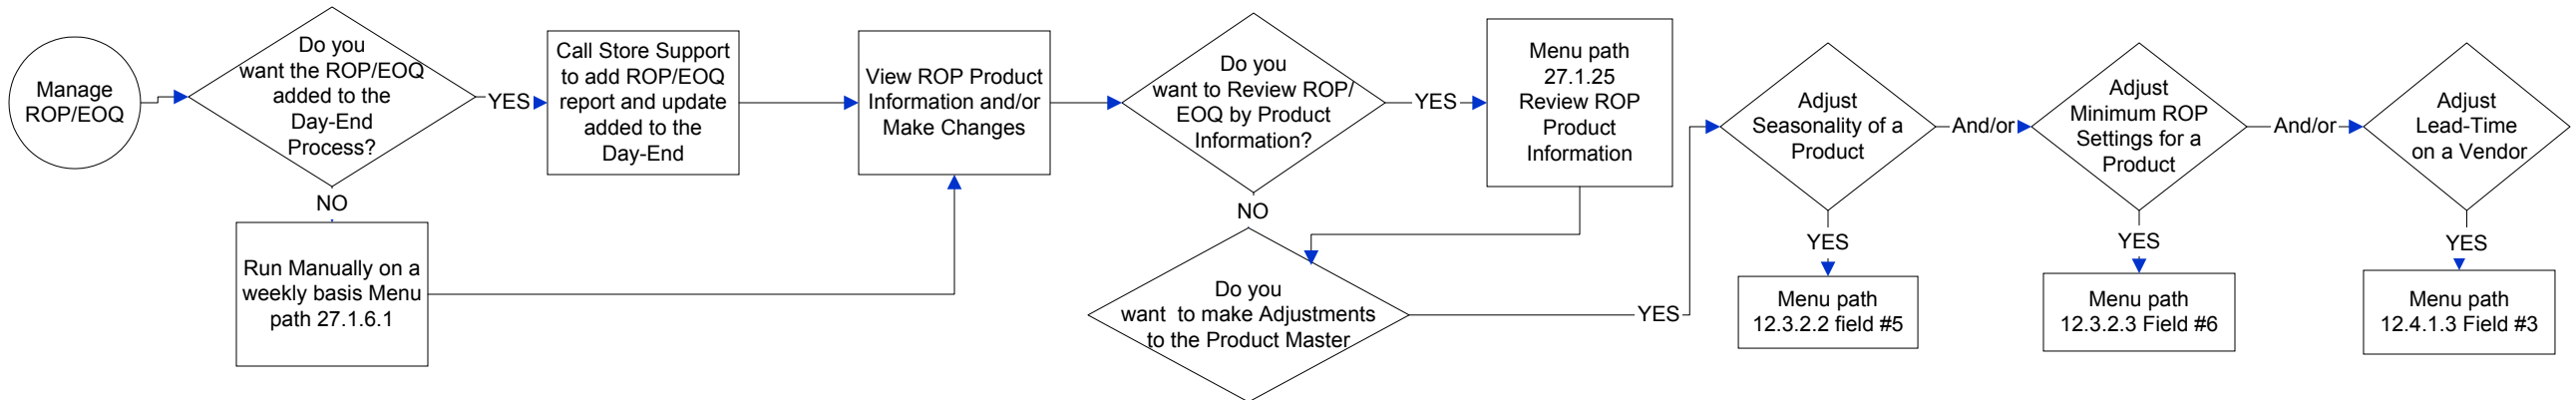 Manage
ROP/EOQ
Do you
want the ROP/EOQ
added to the
Day-End
Process?
YES
NO
Run Manually on a
weekly basis Menu
path 27.1.6.1
Call Store Support
to add ROP/EOQ
report and update
added to the
Day-End
View ROP Product
Information and/or
Make Changes
Do you
want to Review ROP/
EOQ by Product
Information?
YES
NO
Menu path
27.1.25
Review ROP
Product
Information
Do you
want  to make Adjustments
to the Product Master
YES
Adjust
Seasonality of a
Product
And/or
YES
Menu path
12.3.2.2 field #5
Adjust
Minimum ROP
Settings for a
Product
And/or
YES
Menu path
12.3.2.3 Field #6
Adjust
Lead-Time
on a Vendor
YES
Menu path
12.4.1.3 Field #3